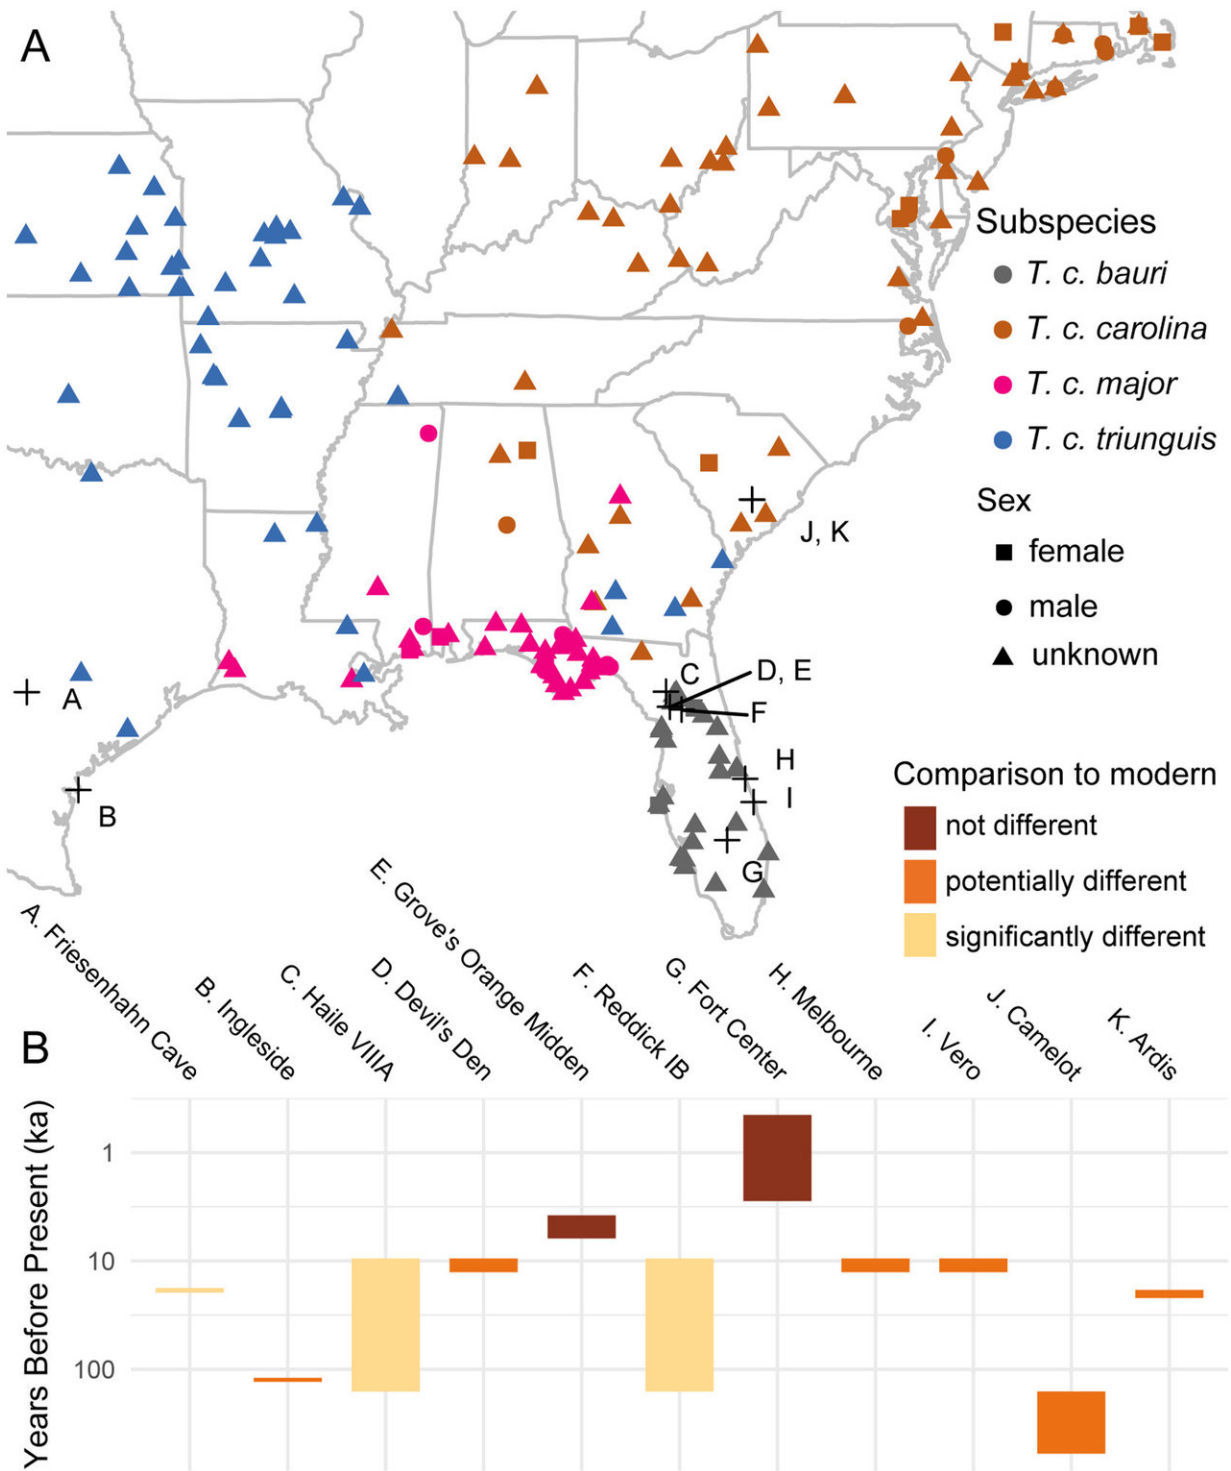 A
Subspecies
T. c. bauri
T. c. carolina
T. c. major
T. c. triunguis
Sex
female
male
unknown
J, K
C
D, E
F
A
H
I
B
G
Comparison to modern
not different
potentially different
significantly different
B
A. Friesenhahn Cave
B. Ingleside
C. Haile VIIIA
D. Devil's Den
E. Grove's Orange Midden
F. Reddick IB
G. Fort Center
H. Melbourne
I. Vero
J. Camelot
K. Ardis
Years Before Present (ka)
1
10
100